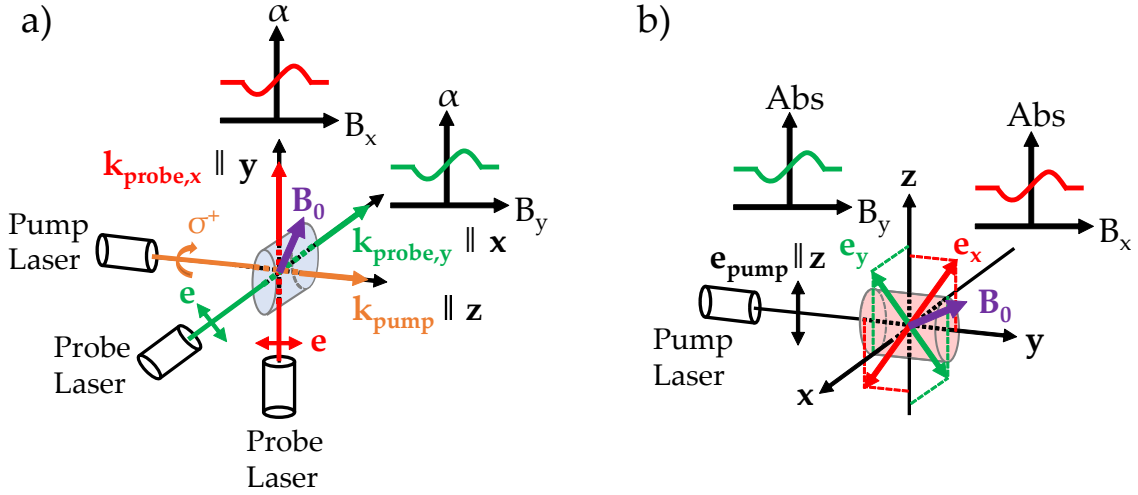 a)
α
B_x
k_probe,x ∥ y
α
B_y
B_0
Pump
Laser
σ^+
k_probe,y ∥ x
e
k_pump ∥ z
e
Probe
Laser
Probe
Laser
b)
Abs
B_y
Abs
B_x
z
e_y
e_x
e_pump ∥ z
B_0
Pump
Laser
y
x